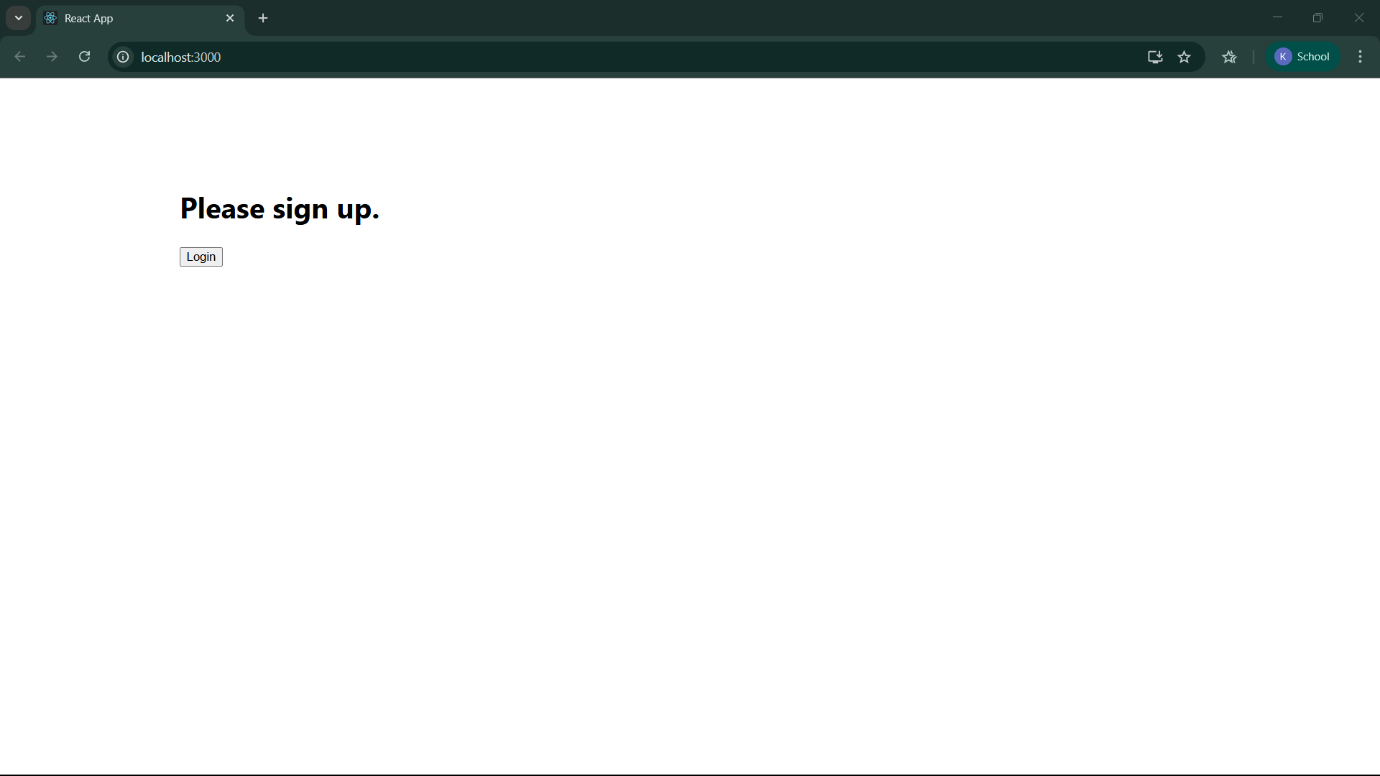 React App
localhost:3000
K School
Please sign up.
Login